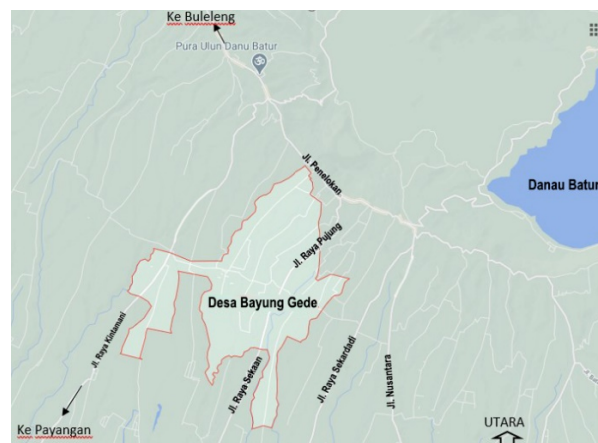 Ke Buleleng
Pura Ulun Danu Batur
Jl. Penelokan
Danau Batur
Jl. Raya Pujung
Desa Bayung Gede
Jl. Raya Kintamani
Jl. Raya Sekaan
Jl. Raya Sekardadi
Jl. Nusantara
Ke Payangan
UTARA